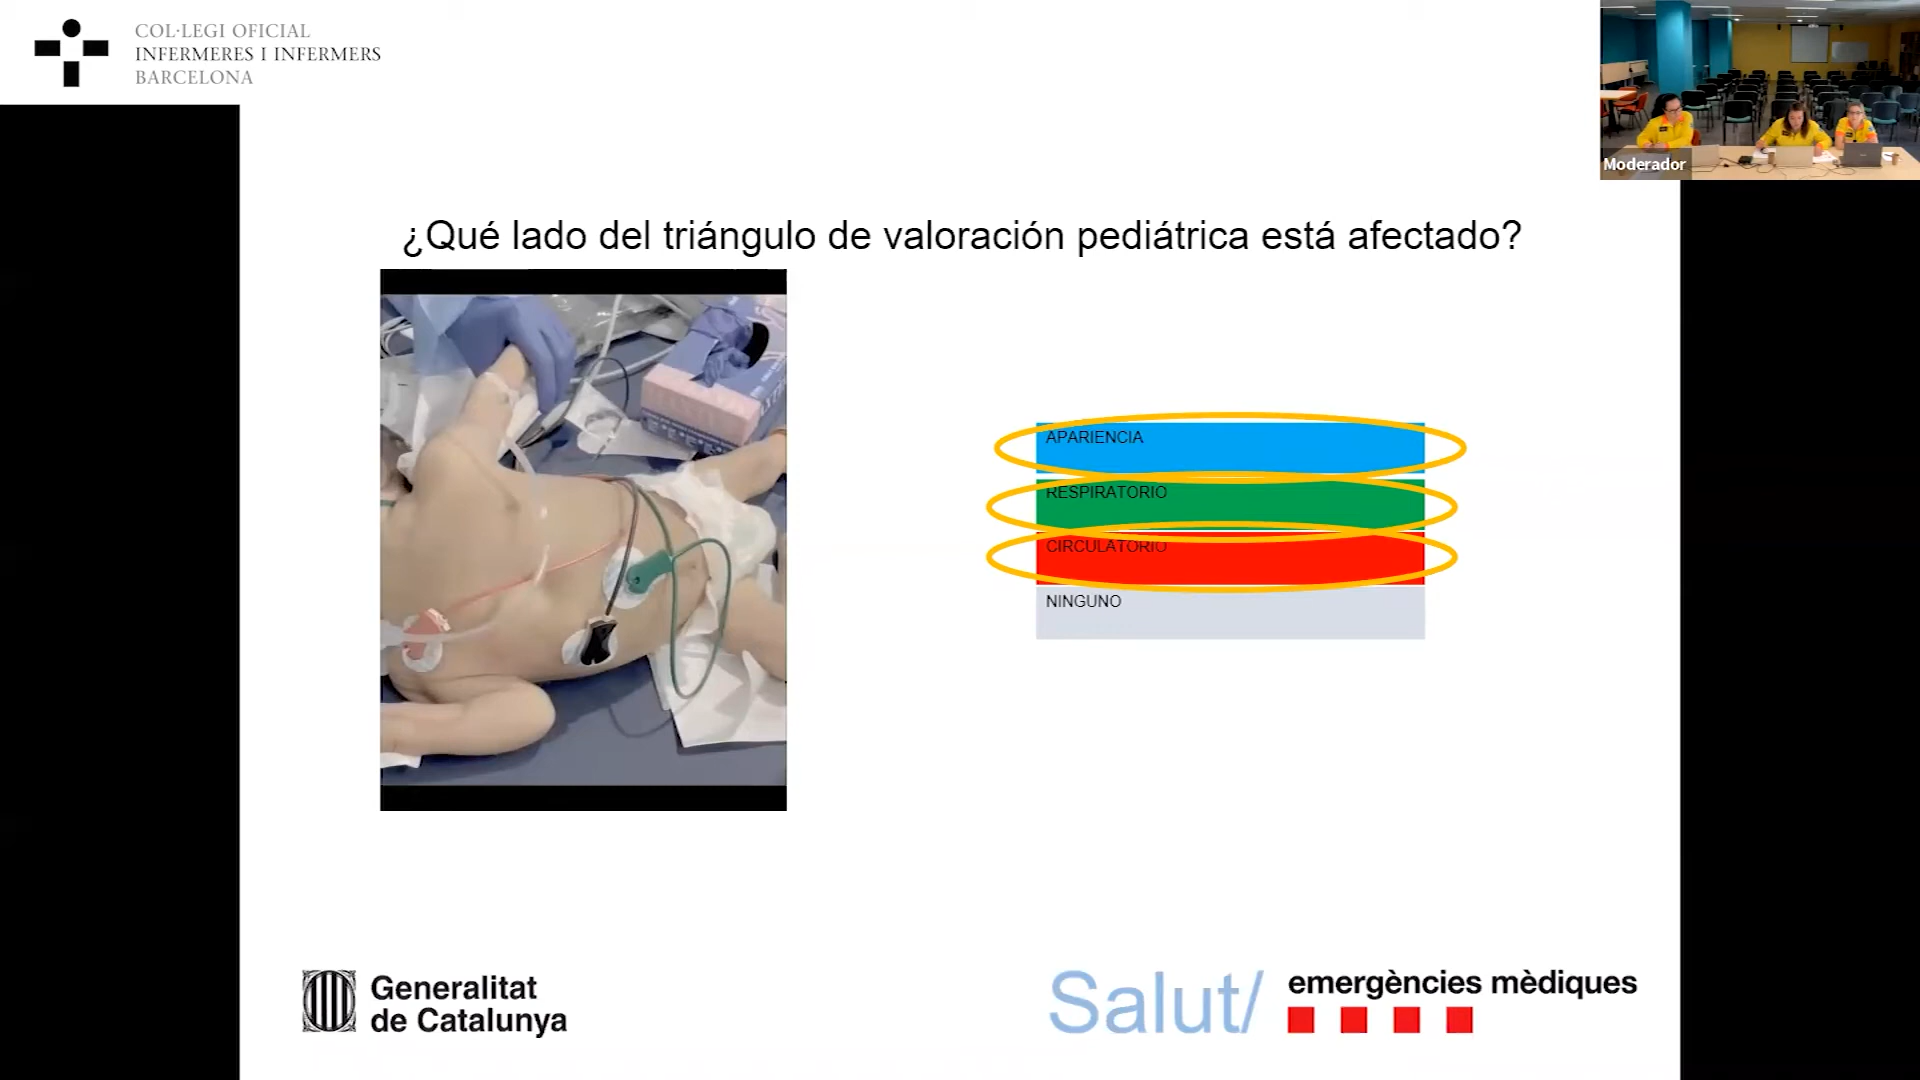 COL·LEGI OFICIAL
INFERMERES I INFERMERS
BARCELONA
Moderador
¿Qué lado del triángulo de valoración pediátrica está afectado?
APARIENCIA
RESPIRATORIO
CIRCULATORIO
NINGUNO
Generalitat
de Catalunya
Salut/
emergències mèdiques